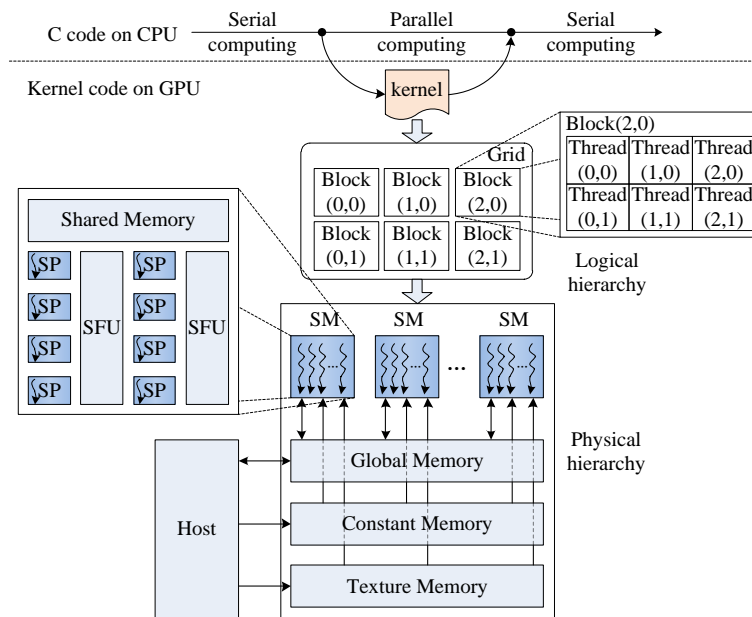 C code on CPU
Serial
computing
Parallel
computing
Serial
computing
Kernel code on GPU
kernel
Grid
Block
(0,0)
Block
(1,0)
Block
(2,0)
Block
(0,1)
Block
(1,1)
Block
(2,1)
Block(2,0)
Thread
(0,0)
Thread
(1,0)
Thread
(2,0)
Thread
(0,1)
Thread
(1,1)
Thread
(2,1)
Logical
hierarchy
Shared Memory
SP
SP
SP
SP
SFU
SP
SP
SP
SP
SFU
SM
SM
SM
...
...
...
...
Physical
hierarchy
Host
Global Memory
Constant Memory
Texture Memory